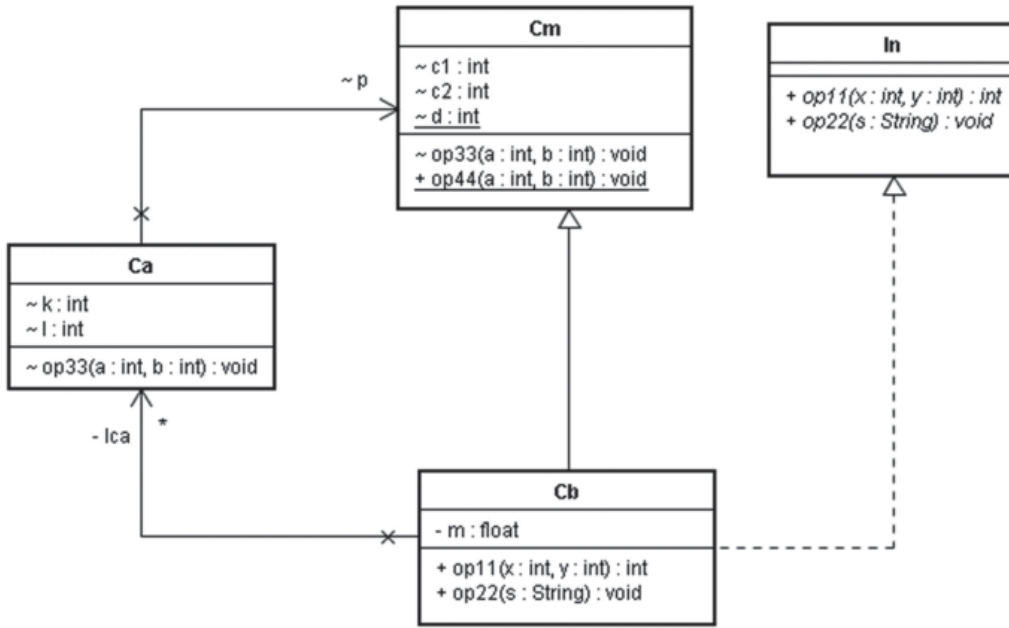 Cm
~ c1 : int
~ c2 : int
~ d : int
~ op33(a : int, b : int) : void
+ op44(a : int, b : int) : void
In
+ op11(x : int, y : int) : int
+ op22(s : String) : void
~ p
Ca
~ k : int
~ l : int
~ op33(a : int, b : int) : void
- lca
*
Cb
- m : float
+ op11(x : int, y : int) : int
+ op22(s : String) : void